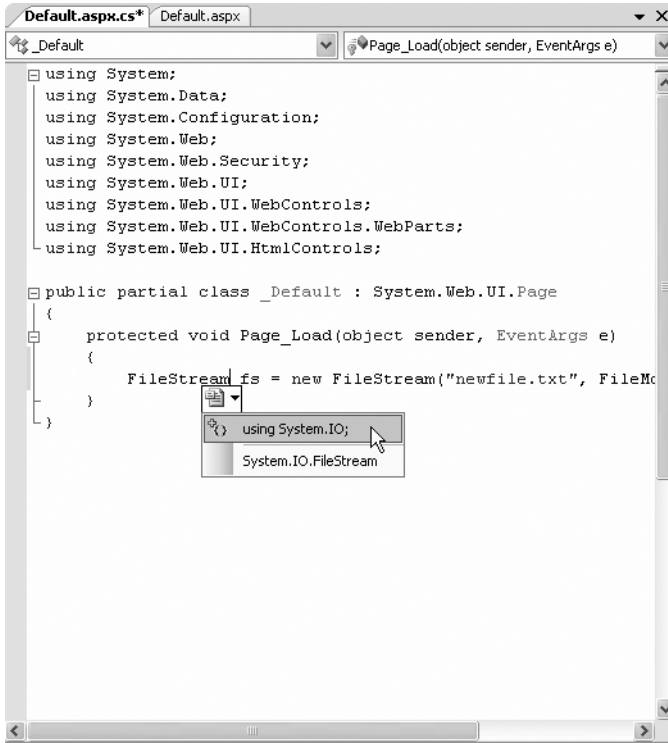 Default.aspx.cs* Default.aspx
_Default Page_Load(object sender, EventArgs e)
using System;
using System.Data;
using System.Configuration;
using System.Web;
using System.Web.Security;
using System.Web.UI;
using System.Web.UI.WebControls;
using System.Web.UI.WebControls.WebParts;
using System.Web.UI.HtmlControls;
public partial class _Default : System.Web.UI.Page
{
protected void Page_Load(object sender, EventArgs e)
{
FileStream fs = new FileStream("newfile.txt", FileMo
}
}
using System.IO;
System.IO.FileStream